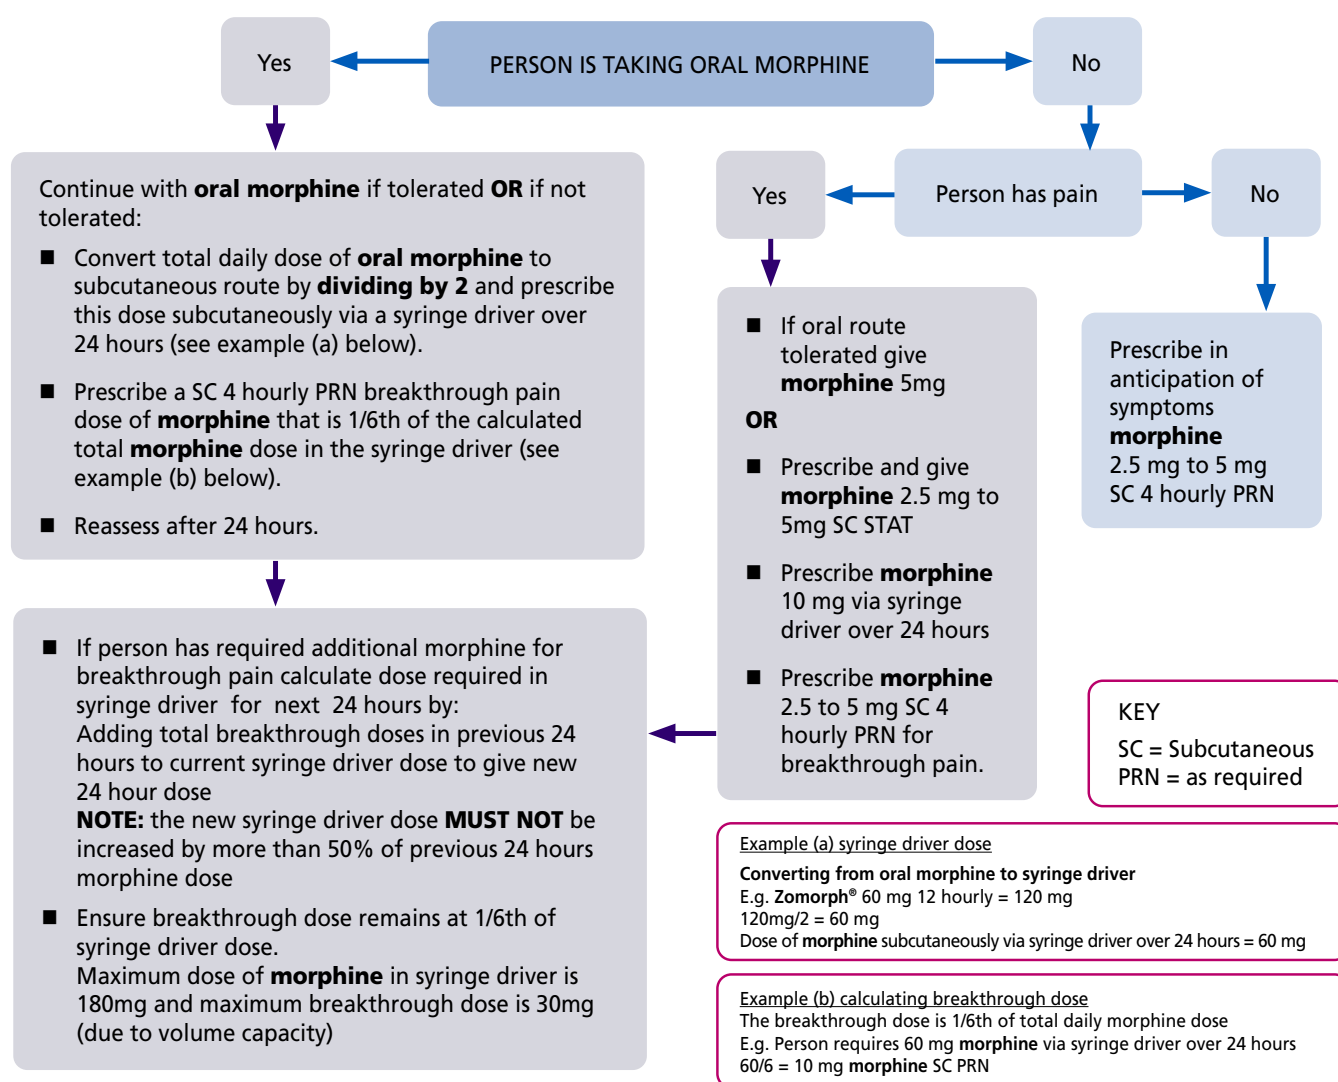 PERSON IS TAKING ORAL MORPHINE
Yes
No
Continue with oral morphine if tolerated OR if not
tolerated:
■ Convert total daily dose of oral morphine to
subcutaneous route by dividing by 2 and prescribe
this dose subcutaneously via a syringe driver over
24 hours (see example (a) below).
■ Prescribe a SC 4 hourly PRN breakthrough pain
dose of morphine that is 1/6th of the calculated
total morphine dose in the syringe driver (see
example (b) below).
■ Reassess after 24 hours.
■ If person has required additional morphine for
breakthrough pain calculate dose required in
syringe driver for next 24 hours by:
Adding total breakthrough doses in previous 24
hours to current syringe driver dose to give new
24 hour dose
NOTE: the new syringe driver dose MUST NOT be
increased by more than 50% of previous 24 hours
morphine dose
■ Ensure breakthrough dose remains at 1/6th of
syringe driver dose.
Maximum dose of morphine in syringe driver is
180mg and maximum breakthrough dose is 30mg
(due to volume capacity)
Person has pain
Yes
No
■ If oral route
tolerated give
morphine 5mg
OR
■ Prescribe and give
morphine 2.5 mg to
5mg SC STAT
■ Prescribe morphine
10 mg via syringe
driver over 24 hours
■ Prescribe morphine
2.5 to 5 mg SC 4
hourly PRN for
breakthrough pain.
Prescribe in
anticipation of
symptoms
morphine
2.5 mg to 5 mg
SC 4 hourly PRN
KEY
SC = Subcutaneous
PRN = as required
Example (a) syringe driver dose
Converting from oral morphine to syringe driver
E.g. Zomorph® 60 mg 12 hourly = 120 mg
120mg/2 = 60 mg
Dose of morphine subcutaneously via syringe driver over 24 hours = 60 mg
Example (b) calculating breakthrough dose
The breakthrough dose is 1/6th of total daily morphine dose
E.g. Person requires 60 mg morphine via syringe driver over 24 hours
60/6 = 10 mg morphine SC PRN